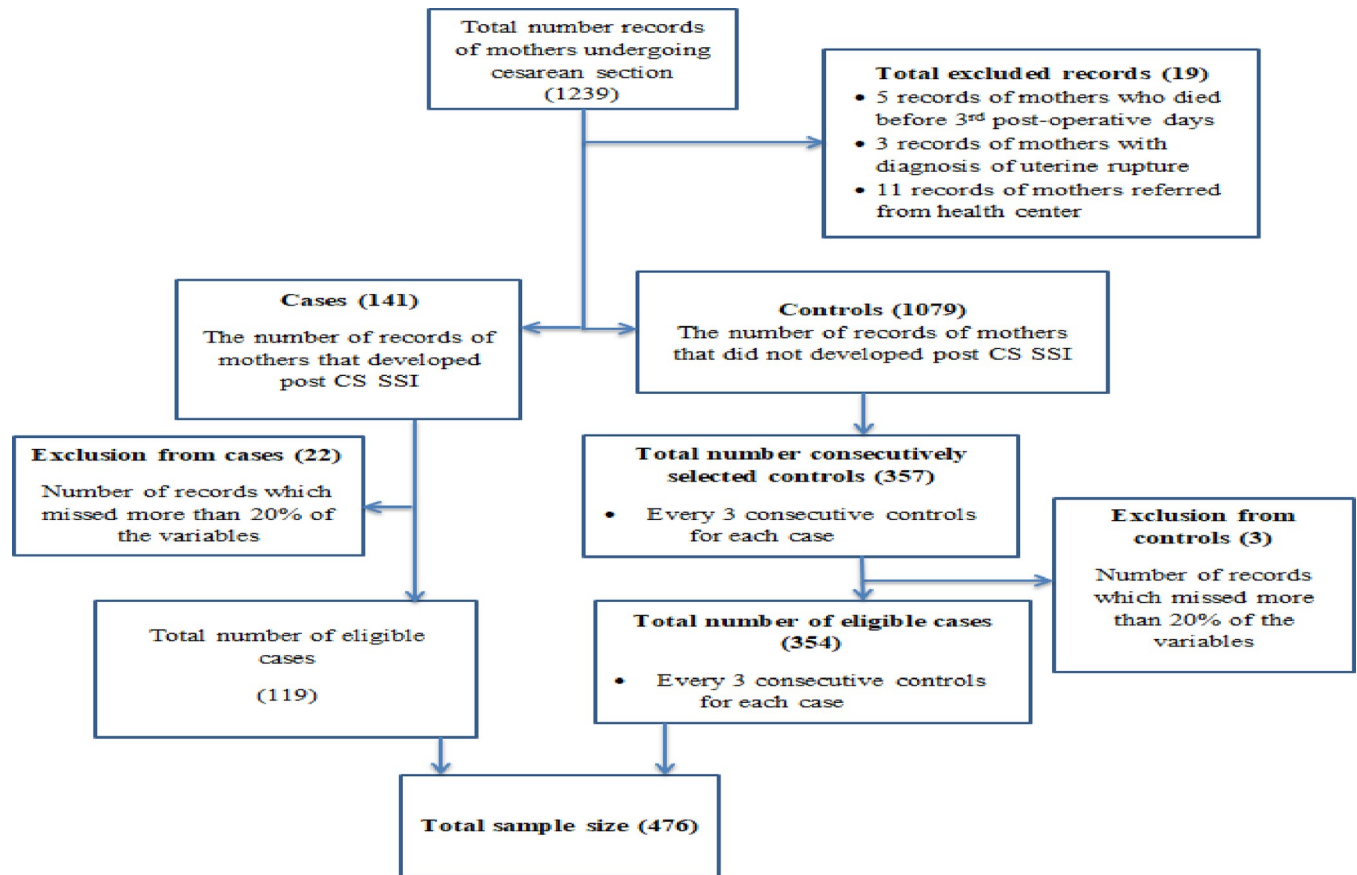 Total number records
of mothers undergoing
cesarean section
(1239)
Total excluded records (19)
• 5 records of mothers who died
before 3rd post-operative days
• 3 records of mothers with
diagnosis of uterine rupture
• 11 records of mothers referred
from health center
Cases (141)
The number of records of
mothers that developed
post CS SSI
Controls (1079)
The number of records of mothers
that did not developed post CS SSI
Exclusion from cases (22)
Number of records which
missed more than 20% of
the variables
Total number consecutively
selected controls (357)
• Every 3 consecutive controls
for each case
Exclusion from
controls (3)
Number of records
which missed more
than 20% of the
variables
Total number of eligible
cases
(119)
Total number of eligible cases
(354)
• Every 3 consecutive controls
for each case
Total sample size (476)